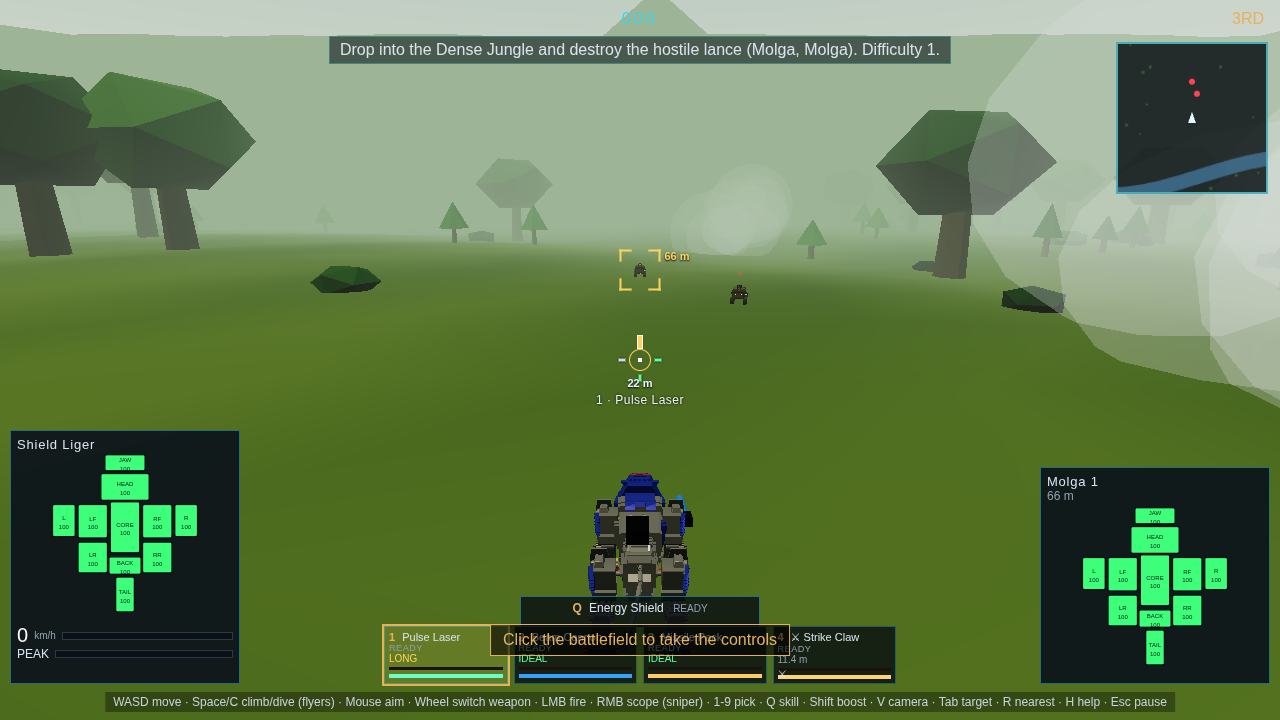 0:0:0
3RD
Drop into the Dense Jungle and destroy the hostile lance (Molga, Molga). Difficulty 1.
66 m
22 m
1 · Pulse Laser
Shield Liger
JAW
100
HEAD
100
L
100
LF
100
CORE
100
RF
100
R
100
LR
100
BACK
100
RR
100
TAIL
100
0 km/h
PEAK
Molga 1
66 m
JAW
100
HEAD
100
L
100
LF
100
CORE
100
RF
100
R
100
LR
100
BACK
100
RR
100
TAIL
100
Q Energy Shield READY
1 Pulse Laser
READY
LONG
READY
IDEAL
READY
IDEAL
4 ⚔ Strike Claw
READY
11.4 m
⚔
Click the battlefield to take the controls
WASD move · Space/C climb/dive (flyers) · Mouse aim · Wheel switch weapon · LMB fire · RMB scope (sniper) · 1-9 pick · Q skill · Shift boost · V camera · Tab target · R nearest · H help · Esc pause